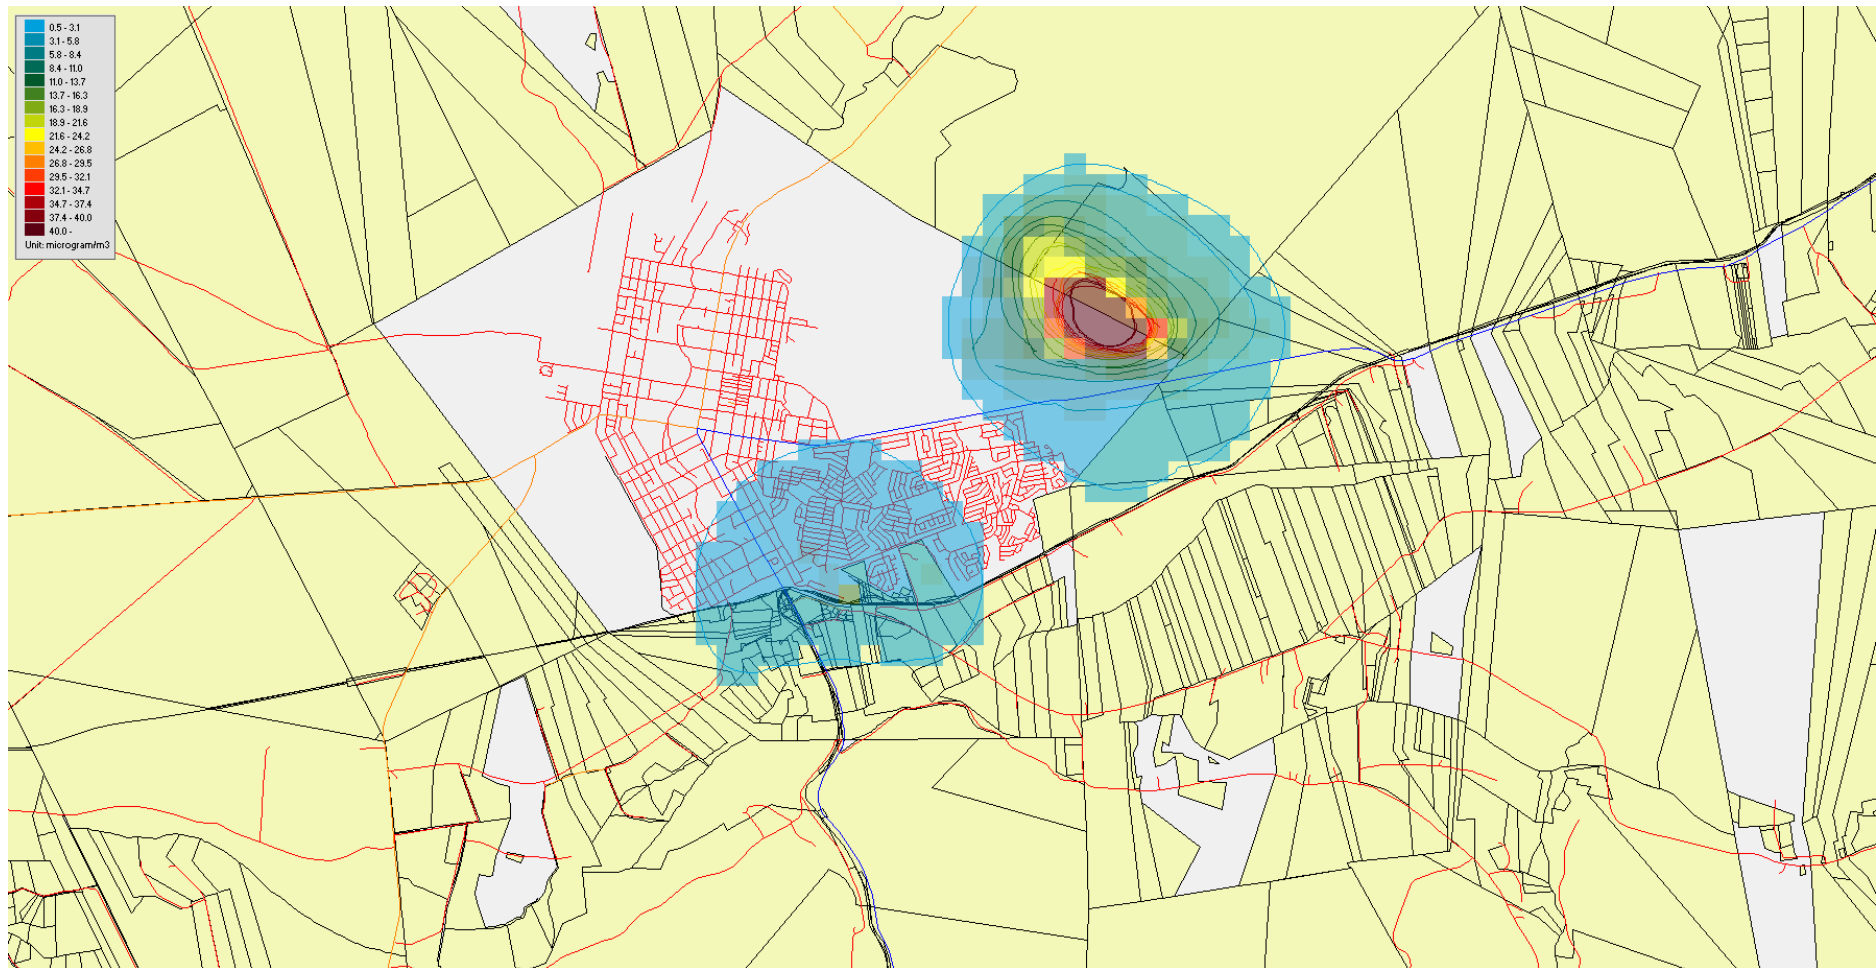 0.5 - 3.1
3.1 - 5.8
5.8 - 8.4
8.4 - 11.0
11.0 - 13.7
13.7 - 16.3
16.3 - 18.9
18.9 - 21.6
21.6 - 24.2
24.2 - 26.8
26.8 - 29.5
29.5 - 32.1
32.1 - 34.7
34.7 - 37.4
37.4 - 40.0
40.0 -
Unit: microgram/m3